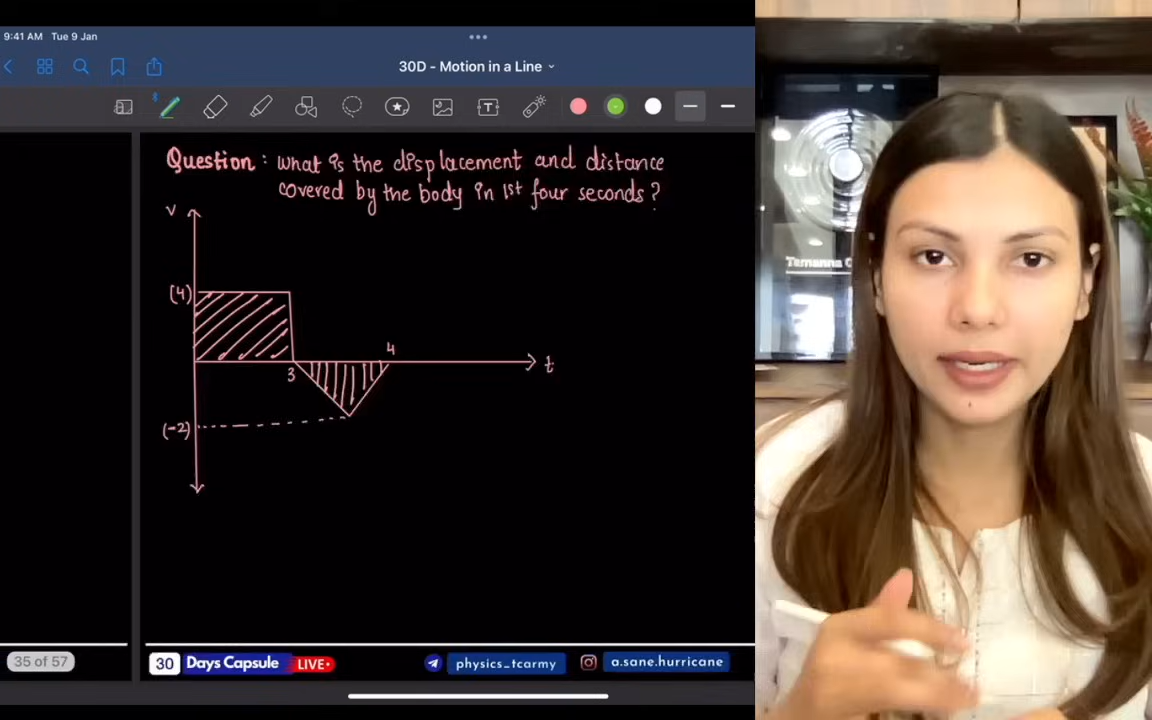 9:41 AM Tue 9 Jan
30D - Motion in a Line
Question : What is the displacement and distance
covered by the body in 1st four seconds ?
v
(4)
4
3
t
(-2)
35 of 57
30 Days Capsule LIVE+
physics_tcarmy
a.sane.hurricane